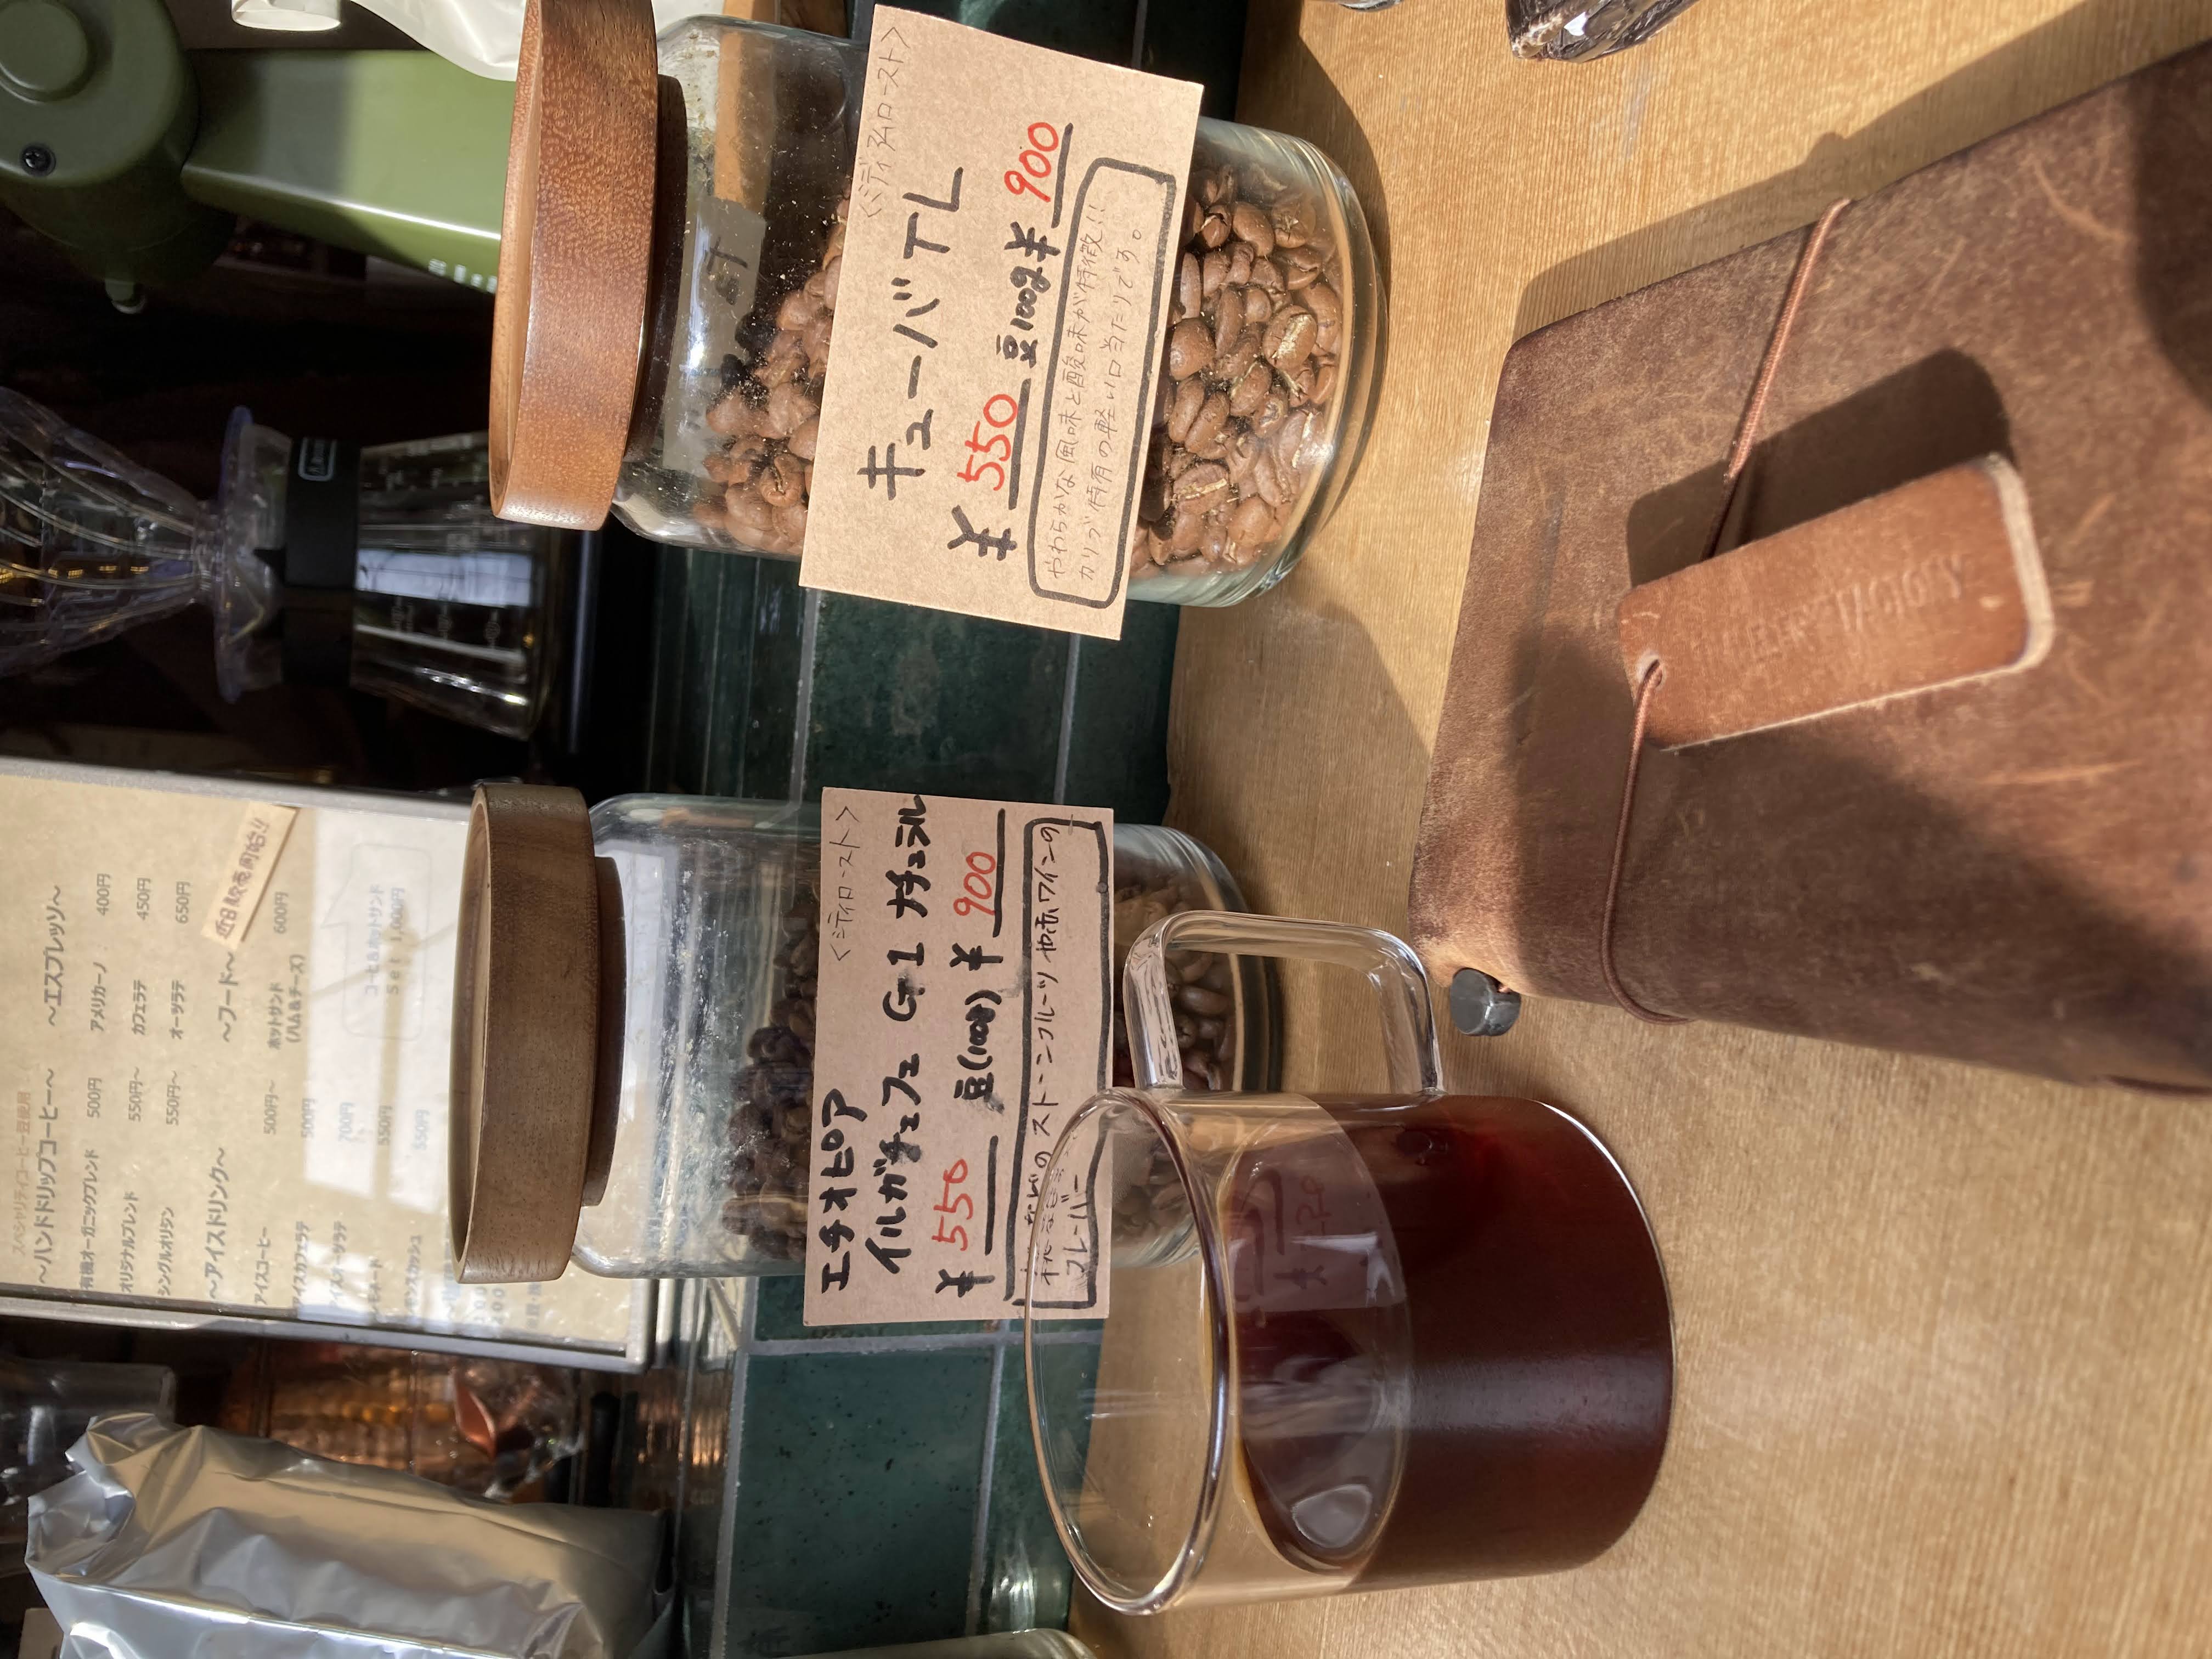 スペシャリティコーヒー豆使用
～ハンドドリップコーヒー～
有機オーガニックブレンド 500円
オリジナルブレンド 550円～
シングルオリジン 550円～
～アイスドリンク～
アイスコーヒー 500円～
アイスカフェラテ 500円
アイスオーツラテ 700円
レモネード 550円
レモンスカッシュ 550円
～エスプレッソ～
アメリカーノ 400円
カフェラテ 450円
オーツラテ 650円
～フード～
近日販売開始!!
ホットサンド 600円
(ハム&チーズ)
コーヒー&ホットサンド
Set 1,000円
エチオピア <シティロースト>
イルガチェフェ G1 ナチュラル
¥550 豆(100g) ¥900
桃などのストーンフルーツや赤ワインの
フレーバー
<ミディアムロースト>
キューバTL
¥550 豆100g ¥900
やわらかな風味と酸味が特徴!!
カリブ特有の軽い口当たりです。